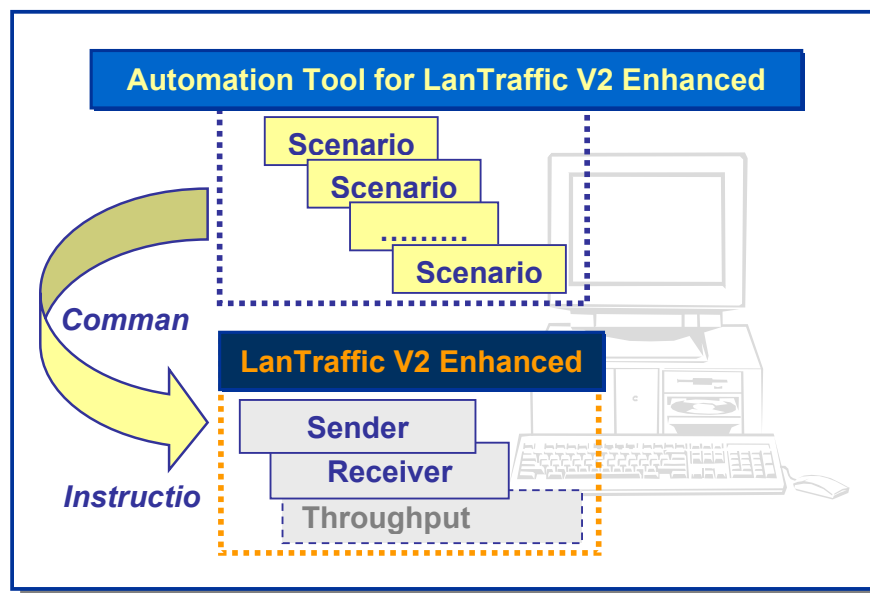 Automation Tool for LanTraffic V2 Enhanced
Scenario
Scenario
.........
Scenario
Comman
LanTraffic V2 Enhanced
Sender
Receiver
Instructio
Throughput
C